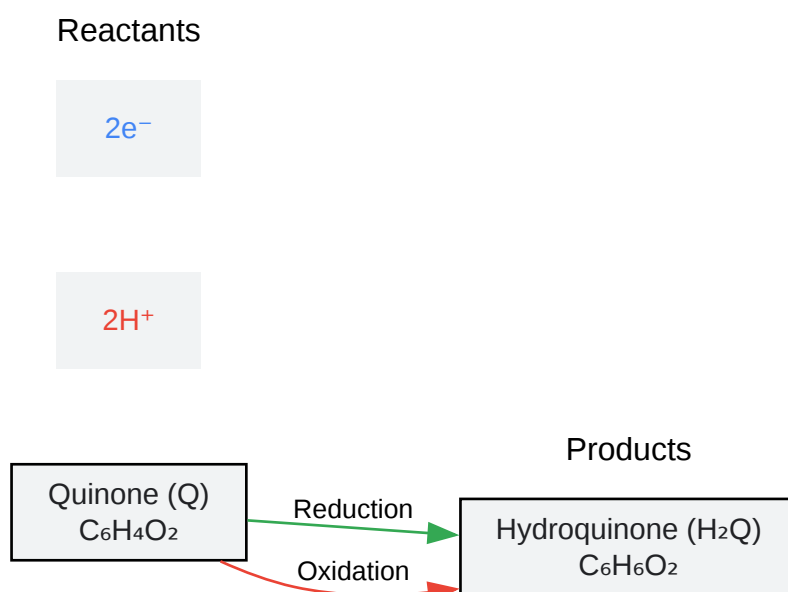 Reactants
2e⁻
2H⁺
Products
Quinone (Q)
C₆H₄O₂
Reduction
Hydroquinone (H₂Q)
C₆H₆O₂
Oxidation